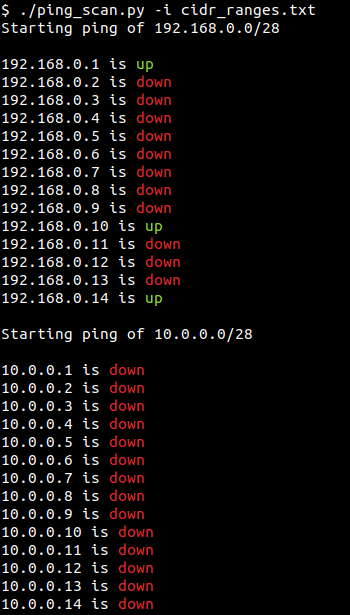 $ ./ping_scan.py -i cidr_ranges.txt
Starting ping of 192.168.0.0/28
192.168.0.1 is up
192.168.0.2 is down
192.168.0.3 is down
192.168.0.4 is down
192.168.0.5 is down
192.168.0.6 is down
192.168.0.7 is down
192.168.0.8 is down
192.168.0.9 is down
192.168.0.10 is up
192.168.0.11 is down
192.168.0.12 is down
192.168.0.13 is down
192.168.0.14 is up
Starting ping of 10.0.0.0/28
10.0.0.1 is down
10.0.0.2 is down
10.0.0.3 is down
10.0.0.4 is down
10.0.0.5 is down
10.0.0.6 is down
10.0.0.7 is down
10.0.0.8 is down
10.0.0.9 is down
10.0.0.10 is down
10.0.0.11 is down
10.0.0.12 is down
10.0.0.13 is down
10.0.0.14 is down